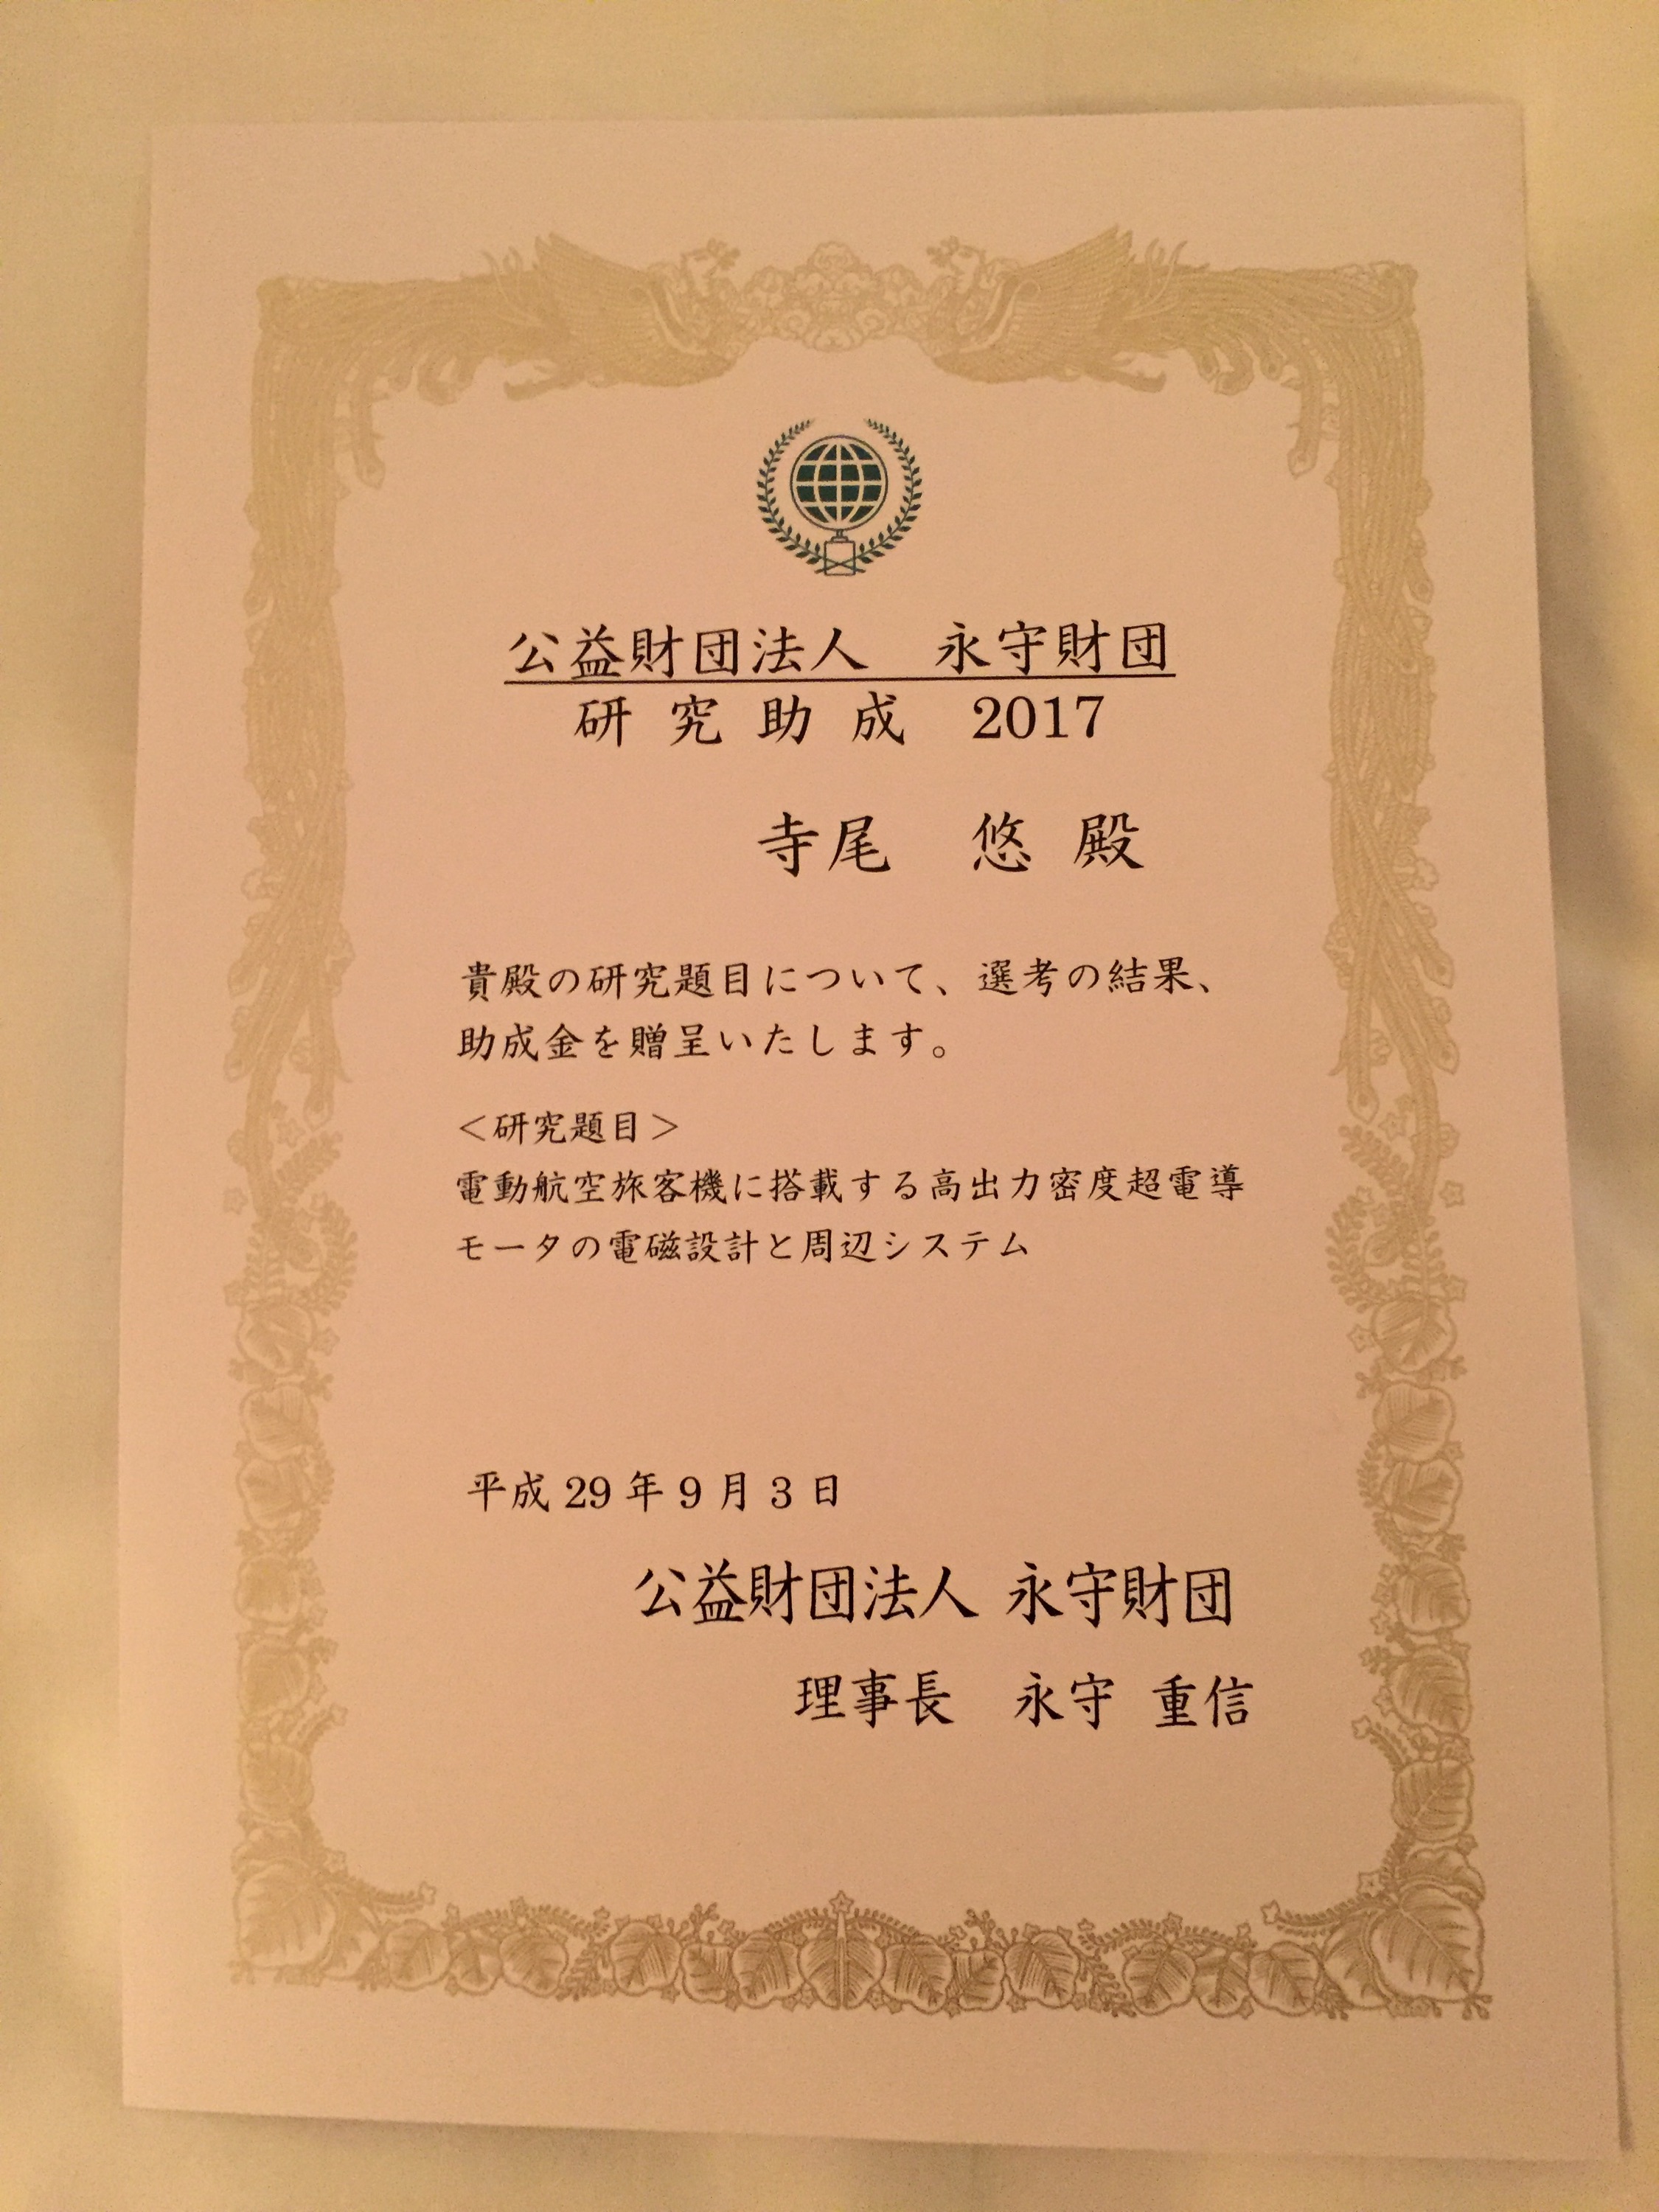 公益財団法人　永守財団
研 究 助 成　2017
寺尾　悠 殿
貴殿の研究題目について、選考の結果、
助成金を贈呈いたします。
＜研究題目＞
電動航空旅客機に搭載する高出力密度超電導
モータの電磁設計と周辺システム
平成 29 年 9 月 3 日
公益財団法人 永守財団
理事長　永守 重信